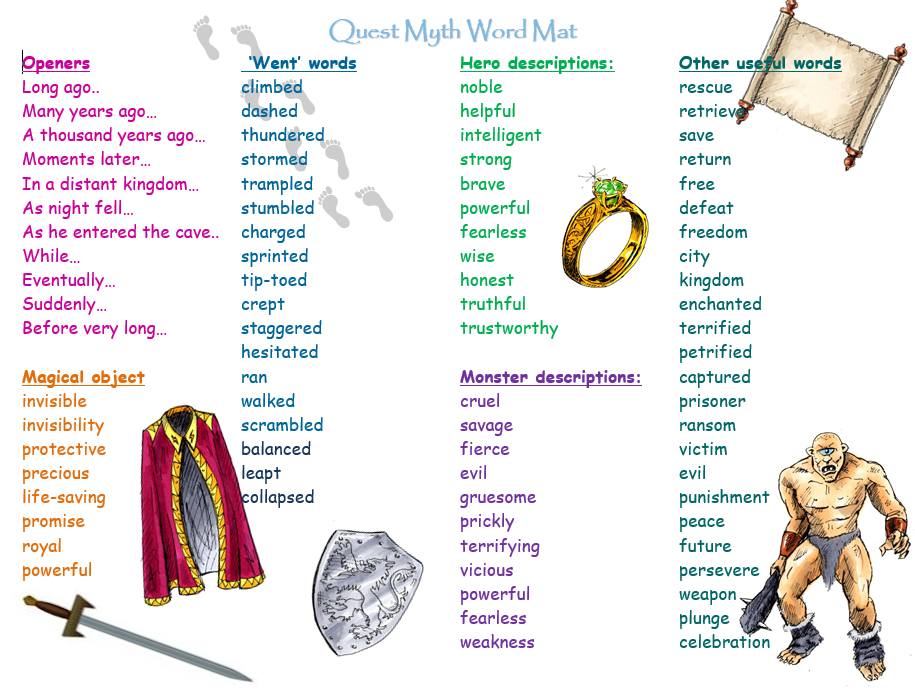 Quest Myth Word Mat
Openers
Long ago..
Many years ago…
A thousand years ago…
Moments later…
In a distant kingdom…
As night fell…
As he entered the cave..
While…
Eventually…
Suddenly…
Before very long…
Magical object
invisible
invisibility
protective
precious
life-saving
promise
royal
powerful
‘Went’ words
climbed
dashed
thundered
stormed
trampled
stumbled
charged
sprinted
tip-toed
crept
staggered
hesitated
ran
walked
scrambled
balanced
leapt
collapsed
Hero descriptions:
noble
helpful
intelligent
strong
brave
powerful
fearless
wise
honest
truthful
trustworthy
Monster descriptions:
cruel
savage
fierce
evil
gruesome
prickly
terrifying
vicious
powerful
fearless
weakness
Other useful words
rescue
retrieve
save
return
free
defeat
freedom
city
kingdom
enchanted
terrified
petrified
captured
prisoner
ransom
victim
evil
punishment
peace
future
persevere
weapon
plunge
celebration